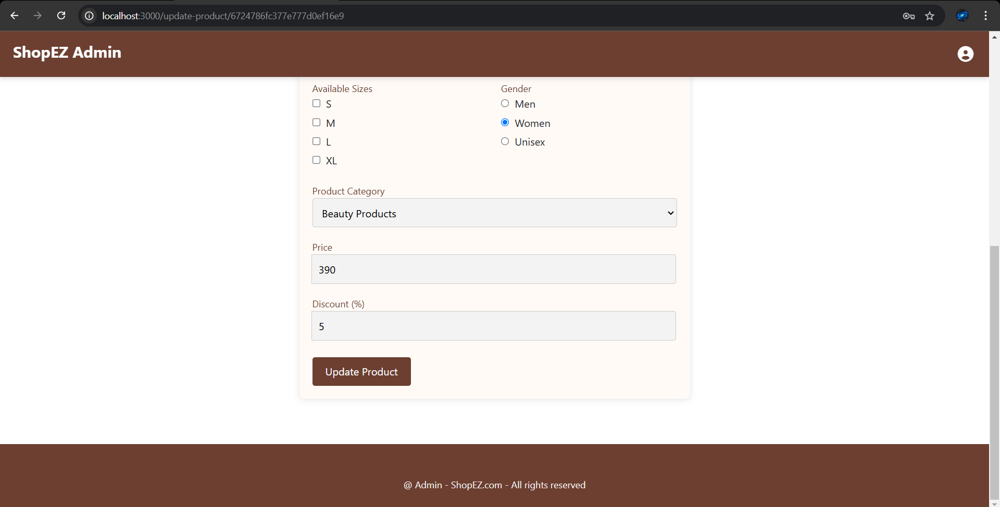 localhost:3000/update-product/6724786fc377e777d0ef16e9
ShopEZ Admin
Available Sizes
S
M
L
XL
Gender
Men
Women
Unisex
Product Category
Beauty Products
Price
390
Discount (%)
5
Update Product
@ Admin - ShopEZ.com - All rights reserved